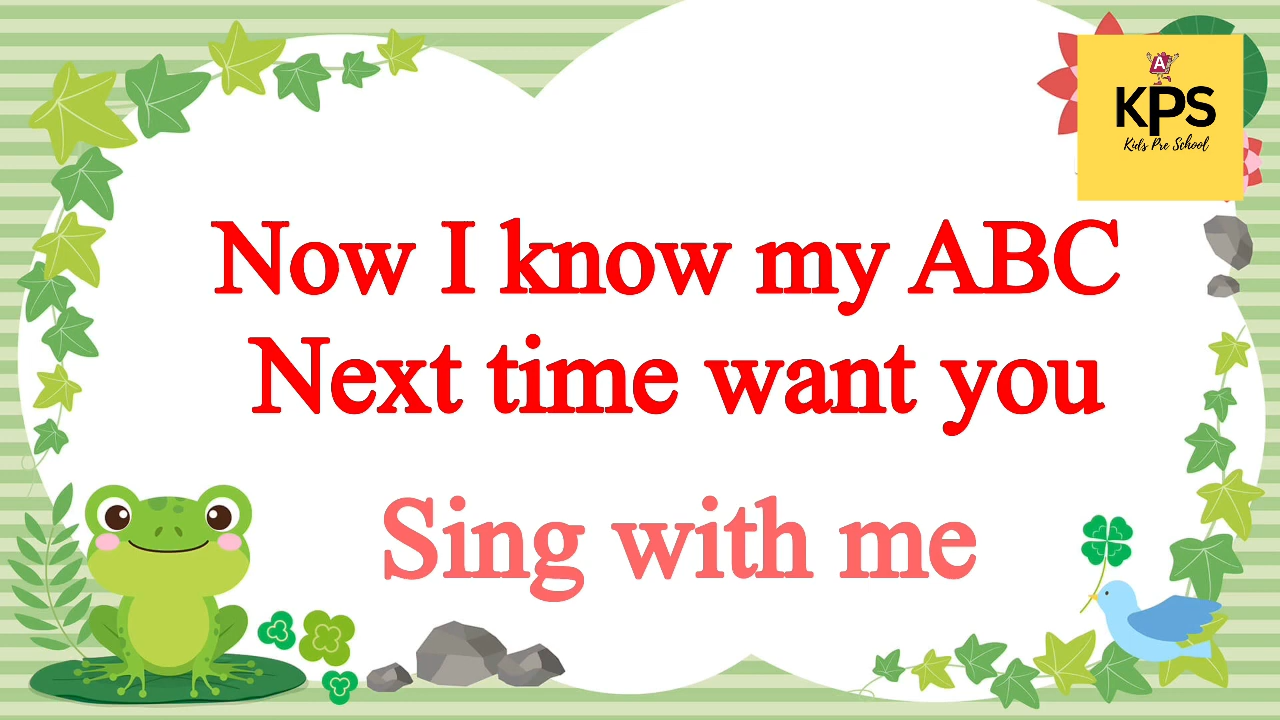 A
KPS
Kids Pre School
Now I know my ABC
Next time want you
Sing with me